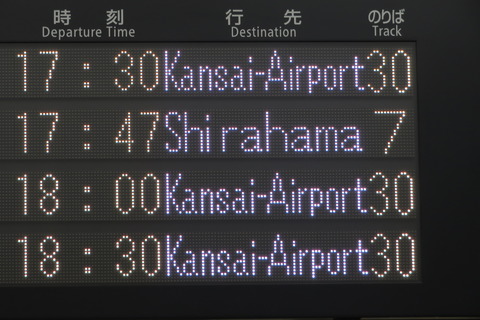 時刻 行先 のりば
Departure Time Destination Track
17:30 Kansai-Airport 30
17:47 Shirahama 7
18:00 Kansai-Airport 30
18:30 Kansai-Airport 30